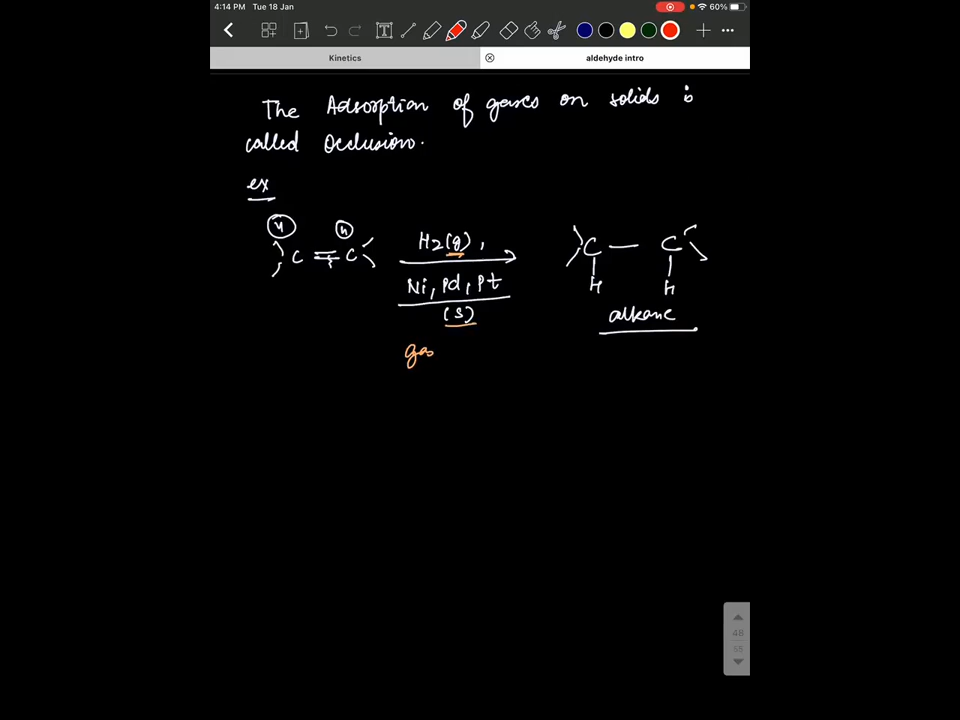 4:14 PM Tue 18 Jan 60%
Kinetics aldehyde intro
The Adsorption of gases on solids is
called Occlusion.
ex
H H
C = C H2(g), C — C
Ni, Pd, Pt H H
(S) alkane
gas
48
55